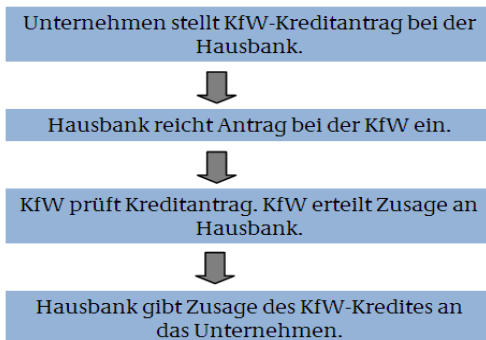 Unternehmen stellt KfW-Kreditantrag bei der
Hausbank.
Hausbank reicht Antrag bei der KfW ein.
KfW prüft Kreditantrag. KfW erteilt Zusage an
Hausbank.
Hausbank gibt Zusage des KfW-Kredites an
das Unternehmen.